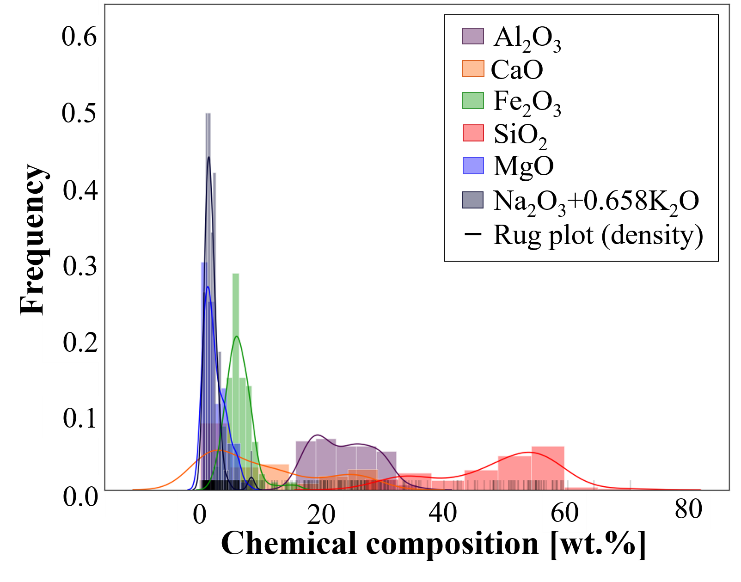 0.6
0.5
0.4
0.3
0.2
0.1
0.0
Frequency
Al₂O₃
CaO
Fe₂O₃
SiO₂
MgO
Na₂O₃+0.658K₂O
Rug plot (density)
0 20 40 60 80
Chemical composition [wt.%]